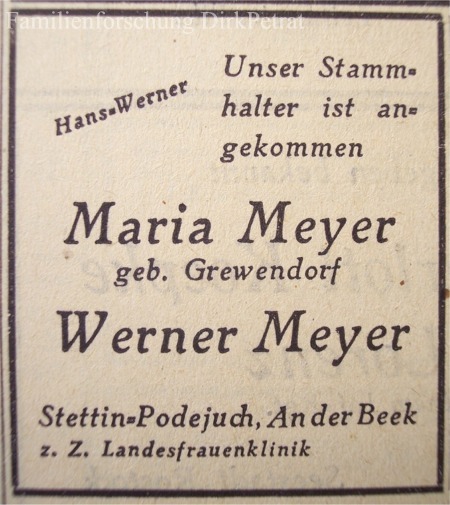 Familienforschung DirkPetrat
Hans=Werner
Unser Stamm=
halter ist an=
gekommen
Maria Meyer
geb. Grewendorf
Werner Meyer
Stettin=Podejuch, An der Beek
z. Z. Landesfrauenklinik